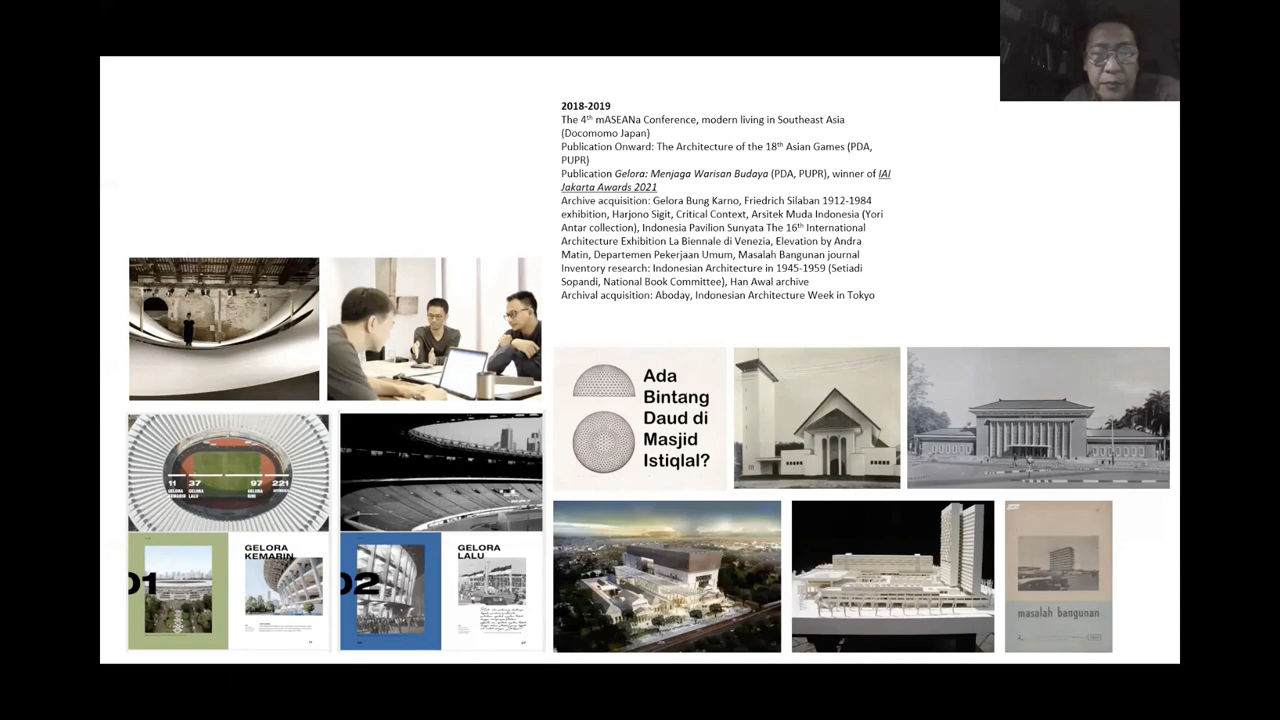 2018-2019
The 4th mASEANa Conference, modern living in Southeast Asia
(Docomomo Japan)
Publication Onward: The Architecture of the 18th Asian Games (PDA,
PUPR)
Publication Gelora: Menjaga Warisan Budaya (PDA, PUPR), winner of IAI
Jakarta Awards 2021
Archive acquisition: Gelora Bung Karno, Friedrich Silaban 1912-1984
exhibition, Harjono Sigit, Critical Context, Arsitek Muda Indonesia (Yori
Antar collection), Indonesia Pavilion Sunyata The 16th International
Architecture Exhibition La Biennale di Venezia, Elevation by Andra
Matin, Departemen Pekerjaan Umum, Masalah Bangunan journal
Inventory research: Indonesian Architecture in 1945-1959 (Setiadi
Sopandi, National Book Committee), Han Awal archive
Archival acquisition: Aboday, Indonesian Architecture Week in Tokyo
Ada
Bintang
Daud di
Masjid
Istiqlal?
11 37 97 221
GELORA KEMARIN
GELORA LALU
GELORA KINI
01
GELORA
KEMARIN
02
GELORA
LALU
masalah bangunan